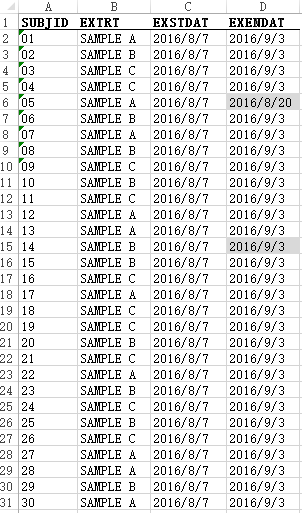 A B C D
1 SUBJID EXTRT EXSTDAT EXENDAT
2 01 SAMPLE A 2016/8/7 2016/9/3
3 02 SAMPLE B 2016/8/7 2016/9/3
4 03 SAMPLE C 2016/8/7 2016/9/3
5 04 SAMPLE C 2016/8/7 2016/9/3
6 05 SAMPLE A 2016/8/7 2016/8/20
7 06 SAMPLE B 2016/8/7 2016/9/3
8 07 SAMPLE A 2016/8/7 2016/9/3
9 08 SAMPLE B 2016/8/7 2016/9/3
10 09 SAMPLE C 2016/8/7 2016/9/3
11 10 SAMPLE B 2016/8/7 2016/9/3
12 11 SAMPLE C 2016/8/7 2016/9/3
13 12 SAMPLE A 2016/8/7 2016/9/3
14 13 SAMPLE A 2016/8/7 2016/9/3
15 14 SAMPLE B 2016/8/7 2016/9/3
16 15 SAMPLE B 2016/8/7 2016/9/3
17 16 SAMPLE C 2016/8/7 2016/9/3
18 17 SAMPLE A 2016/8/7 2016/9/3
19 18 SAMPLE C 2016/8/7 2016/9/3
20 19 SAMPLE C 2016/8/7 2016/9/3
21 20 SAMPLE B 2016/8/7 2016/9/3
22 21 SAMPLE C 2016/8/7 2016/9/3
23 22 SAMPLE A 2016/8/7 2016/9/3
24 23 SAMPLE B 2016/8/7 2016/9/3
25 24 SAMPLE C 2016/8/7 2016/9/3
26 25 SAMPLE B 2016/8/7 2016/9/3
27 26 SAMPLE C 2016/8/7 2016/9/3
28 27 SAMPLE A 2016/8/7 2016/9/3
29 28 SAMPLE A 2016/8/7 2016/9/3
30 29 SAMPLE B 2016/8/7 2016/9/3
31 30 SAMPLE A 2016/8/7 2016/9/3